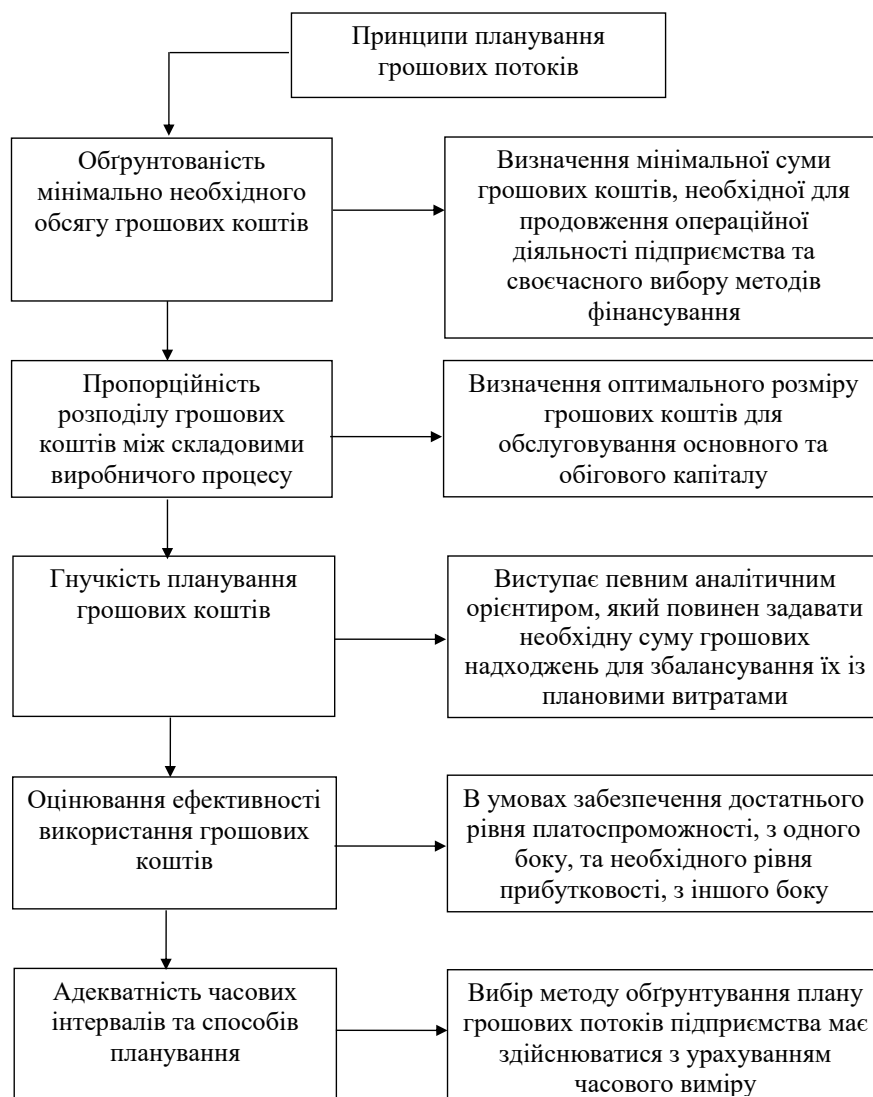 Принципи планування
грошових потоків
Обґрунтованість
мінімально необхідного
обсягу грошових коштів
Визначення мінімальної суми
грошових коштів, необхідної для
продовження операційної
діяльності підприємства та
своєчасного вибору методів
фінансування
Пропорційність
розподілу грошових
коштів між складовими
виробничого процесу
Визначення оптимального розміру
грошових коштів для
обслуговування основного та
обігового капіталу
Гнучкість планування
грошових коштів
Виступає певним аналітичним
орієнтиром, який повинен задавати
необхідну суму грошових
надходжень для збалансування їх із
плановими витратами
Оцінювання ефективності
використання грошових
коштів
В умовах забезпечення достатнього
рівня платоспроможності, з одного
боку, та необхідного рівня
прибутковості, з іншого боку
Адекватність часових
інтервалів та способів
планування
Вибір методу обґрунтування плану
грошових потоків підприємства має
здійснюватися з урахуванням
часового виміру